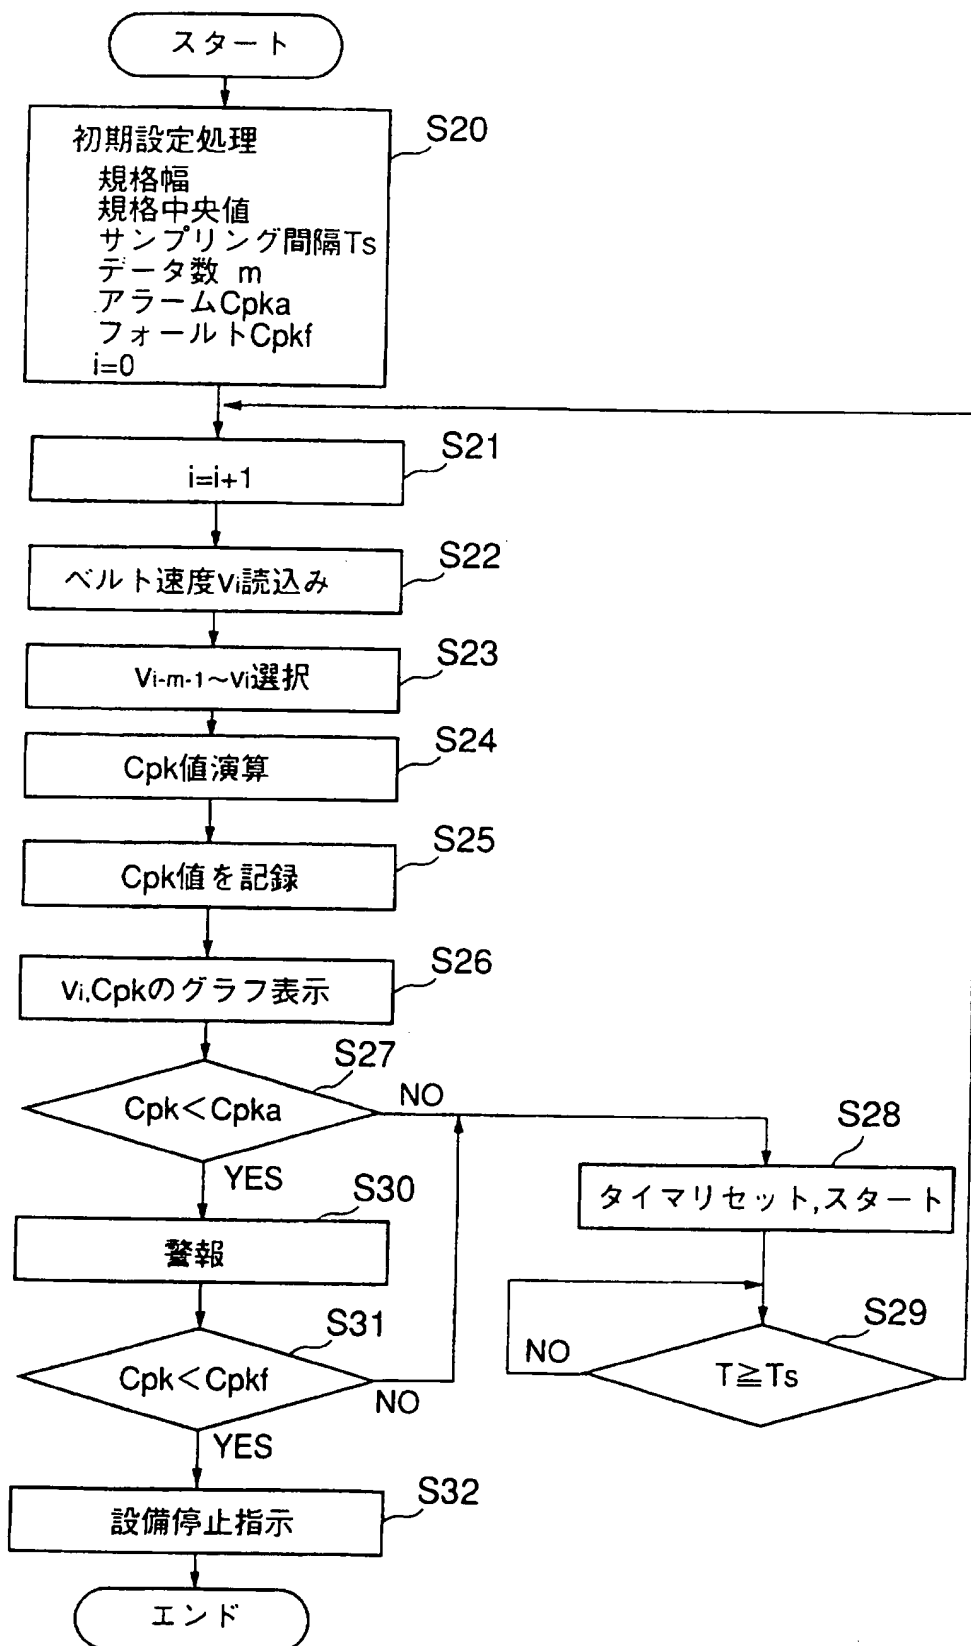 スタート
S20
初期設定処理
規格幅
規格中央値
サンプリング間隔Ts
データ数 m
アラームCpka
フォールトCpkf
i=0
S21
i=i+1
S22
ベルト速度vi読込み
S23
Vi-m-1~vi選択
S24
Cpk値演算
S25
Cpk値を記録
S26
vi,Cpkのグラフ表示
S27
Cpk<Cpka
NO
YES
S28
タイマリセット,スタート
S30
警報
S29
T≧Ts
NO
S31
Cpk<Cpkf
NO
YES
S32
設備停止指示
エンド